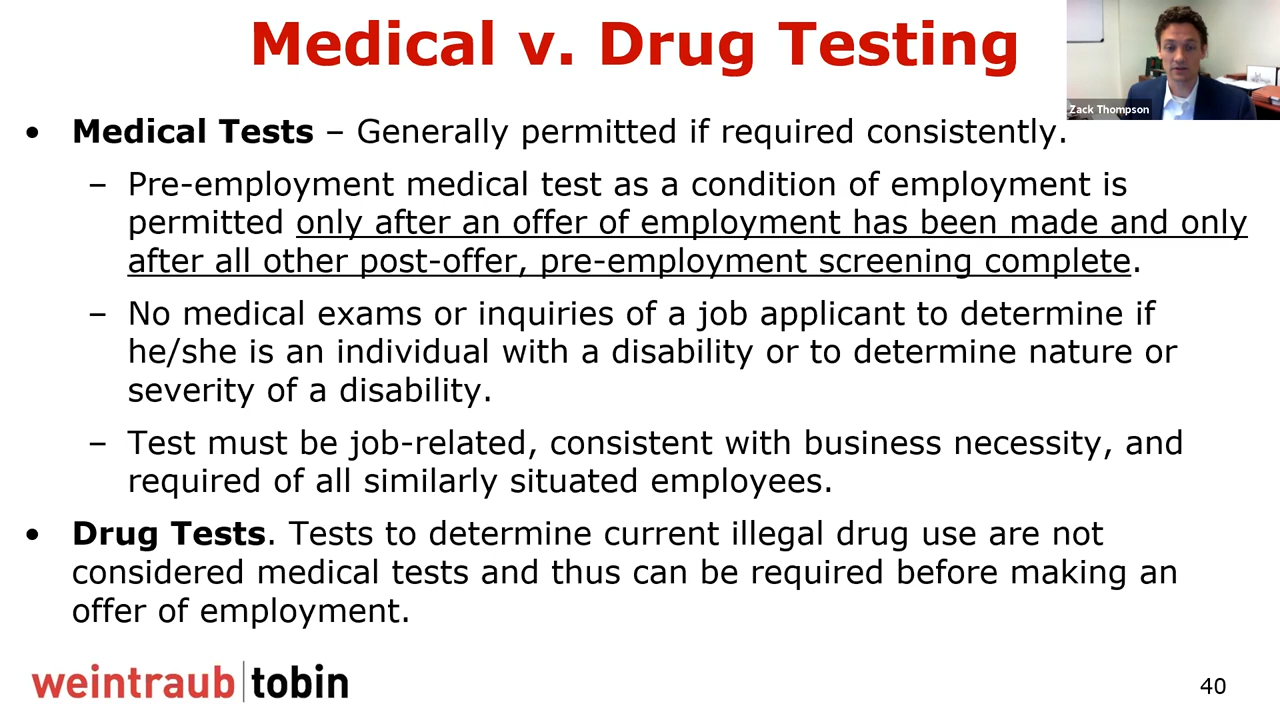 Medical v. Drug Testing
Zack Thompson
• Medical Tests – Generally permitted if required consistently.
– Pre-employment medical test as a condition of employment is
permitted only after an offer of employment has been made and only
after all other post-offer, pre-employment screening complete.
– No medical exams or inquiries of a job applicant to determine if
he/she is an individual with a disability or to determine nature or
severity of a disability.
– Test must be job-related, consistent with business necessity, and
required of all similarly situated employees.
• Drug Tests. Tests to determine current illegal drug use are not
considered medical tests and thus can be required before making an
offer of employment.
weintraub|tobin
40